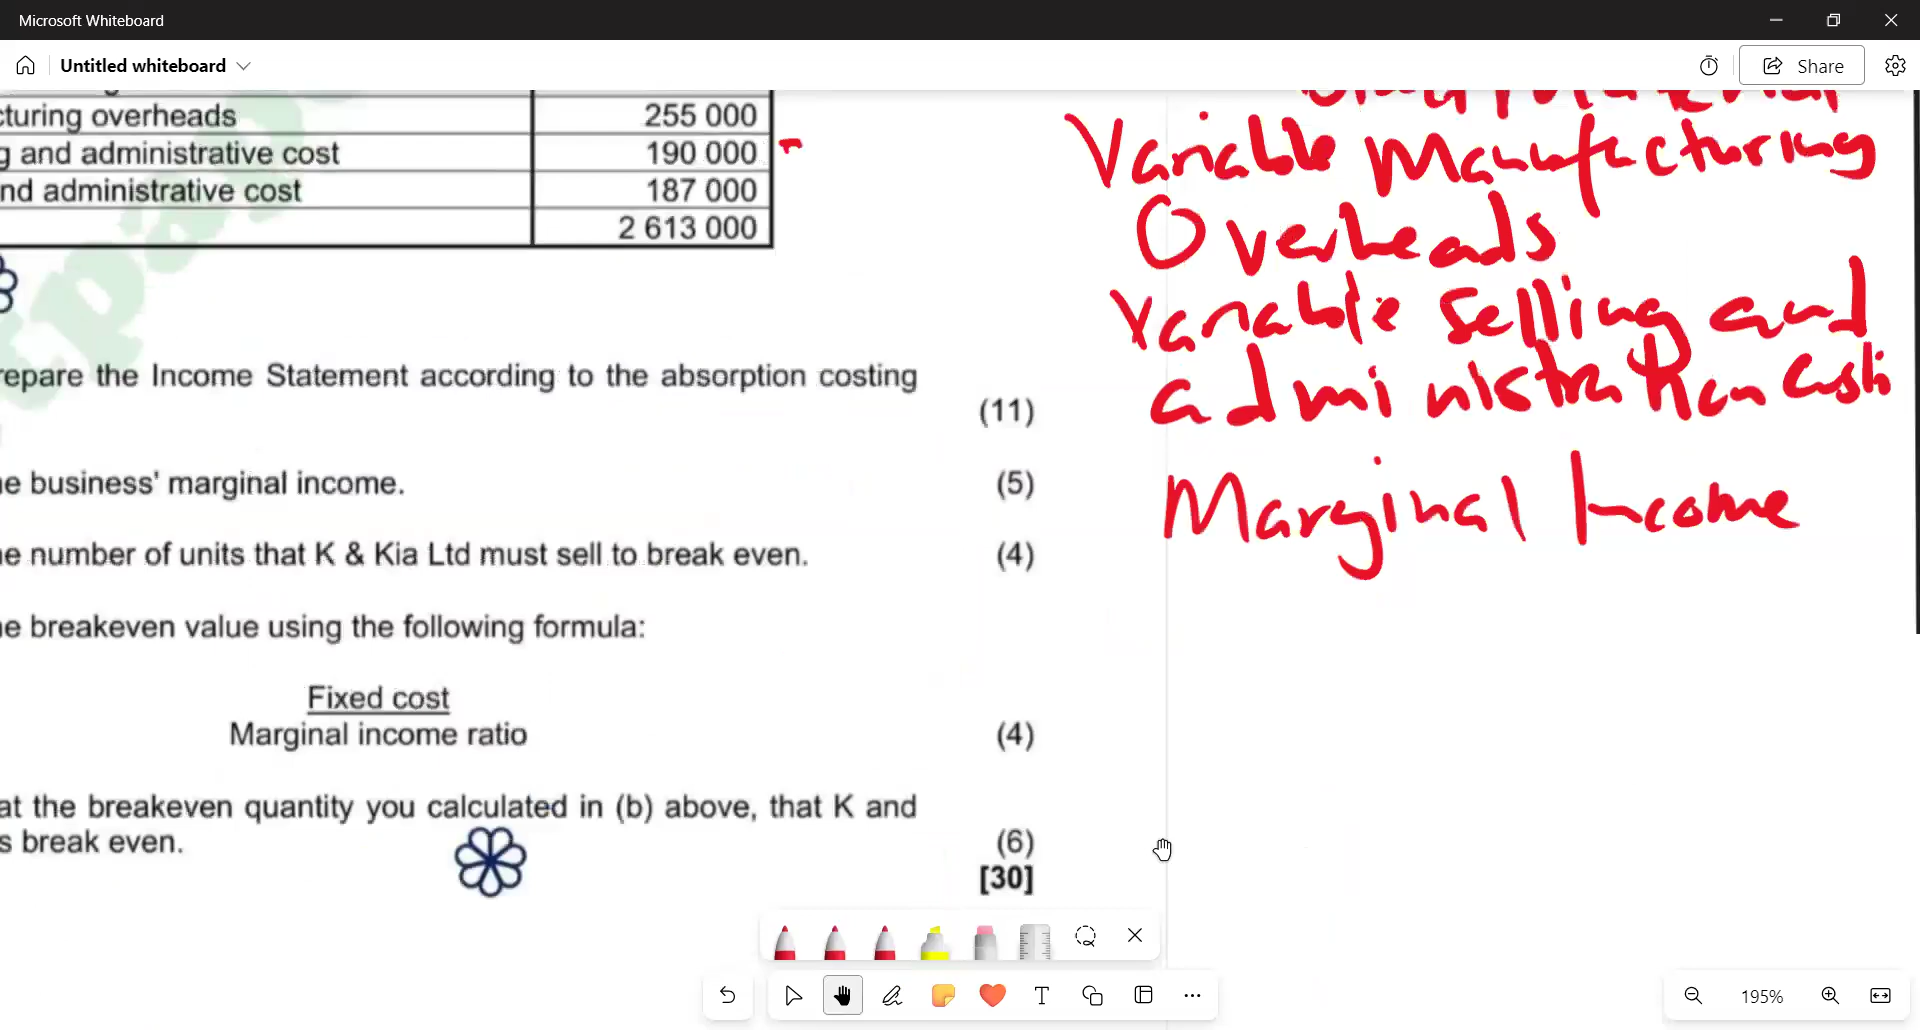 Microsoft Whiteboard
Untitled whiteboard
Share
cturing overheads 255 000
g and administrative cost 190 000
nd administrative cost 187 000
2 613 000
repare the Income Statement according to the absorption costing
(11)
e business' marginal income. (5)
e number of units that K & Kia Ltd must sell to break even. (4)
e breakeven value using the following formula:
Fixed cost
Marginal income ratio (4)
at the breakeven quantity you calculated in (b) above, that K and
s break even. (6)
[30]
Variable Manufacturing
Overheads
Variable selling and
administration costs
Marginal Income
195%